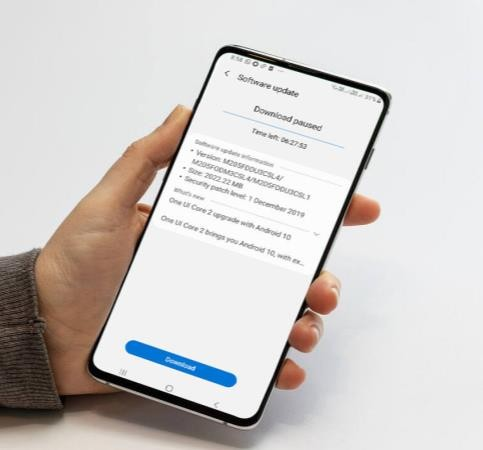 8:56
Software update
Download paused
Time left: 06:27:53
Software update information
• Version: M205FDDU3CSL4/
M205FODM3CSL4/M205FDDU3CSL1
• Size: 2022.22 MB
• Security patch level: 1 December 2019
What's new
One UI Core 2 upgrade with Android 10
One UI Core 2 brings you Android 10, with ex...
Download